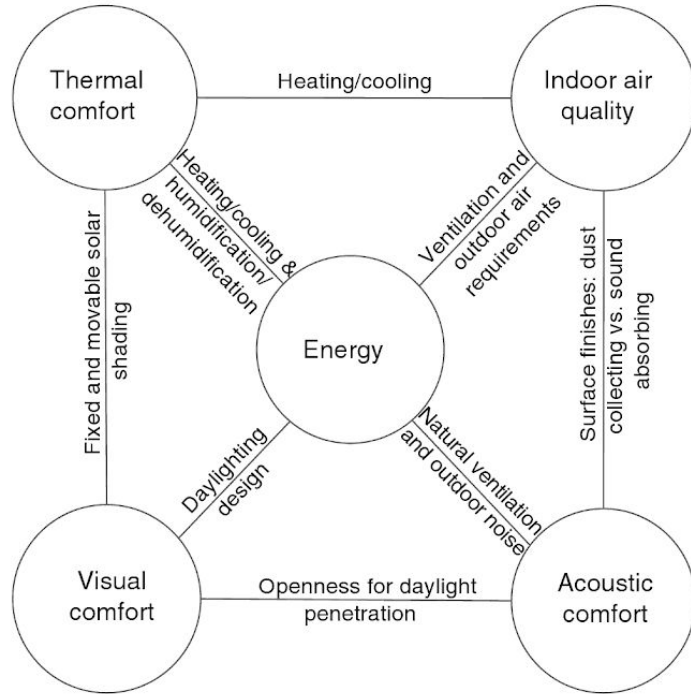 Thermal
comfort
Heating/cooling
Indoor air
quality
Heating/cooling &
humidification/
dehumidification
Ventilation and
outdoor air
requirements
Fixed and movable solar
shading
Energy
Surface finishes: dust
collecting vs. sound
absorbing
Daylighting
design
Natural ventilation
and outdoor noise
Visual
comfort
Openness for daylight
penetration
Acoustic
comfort